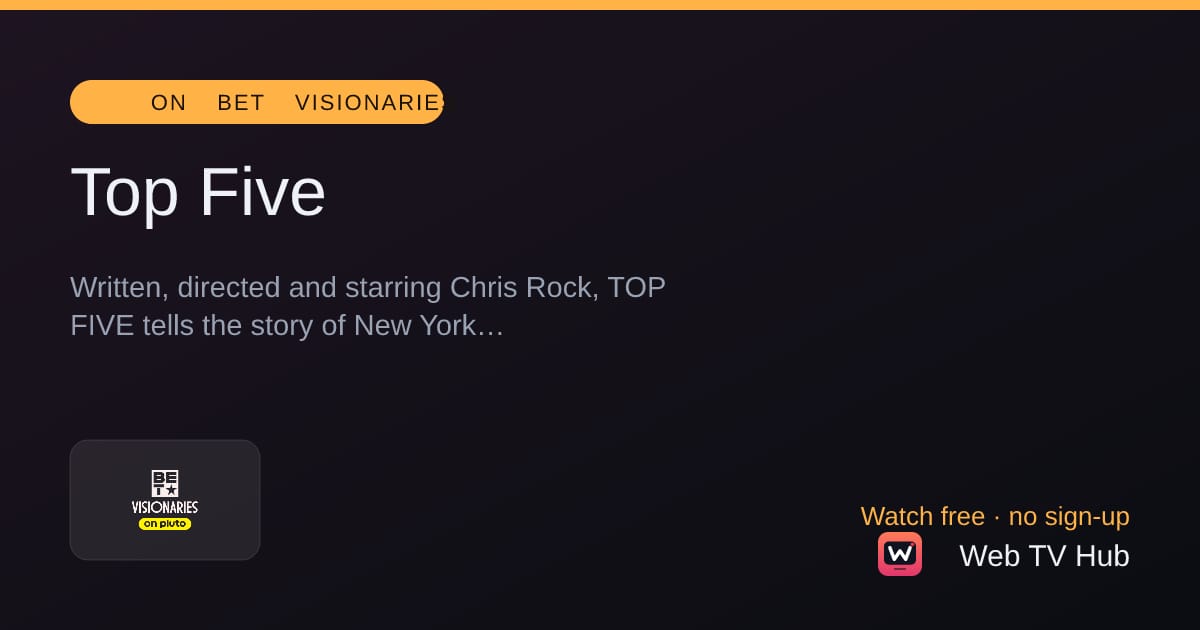 ON BET VISIONARIES
Top Five
Written, directed and starring Chris Rock, TOP
FIVE tells the story of New York…
BE
T★
VISIONARIES
on pluto
Watch free · no sign-up
W
Web TV Hub